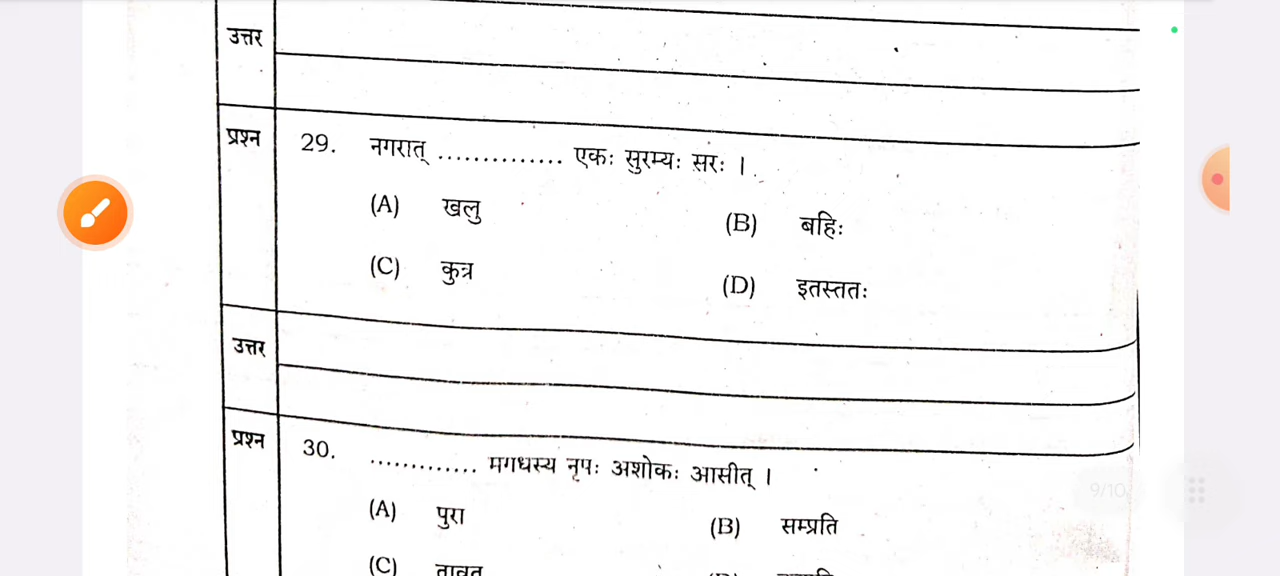 उत्तर
प्रश्न 29. नगरात् .............. एकः सुरम्यः सरः ।
(A) खलु (B) बहिः
(C) कुत्र (D) इतस्ततः
उत्तर
प्रश्न 30. ............. मगधस्य नृपः अशोकः आसीत् ।
9/10
(A) पुरा (B) सम्प्रति
(C) तावत्